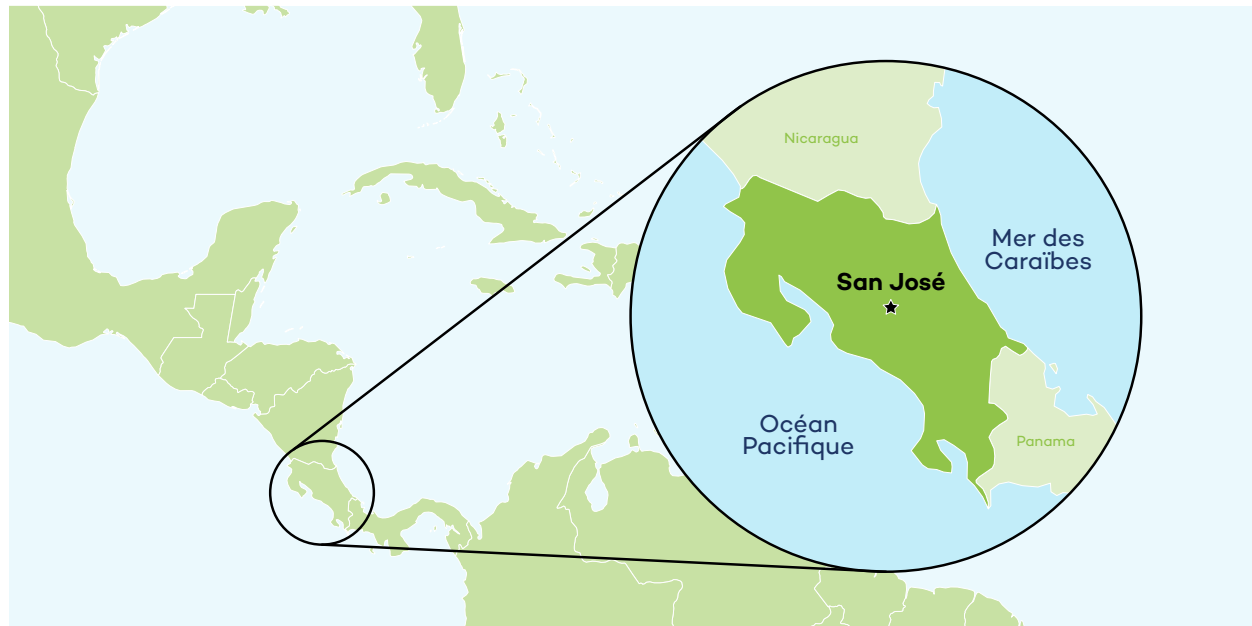 Nicaragua
Mer des
Caraïbes
San José
Océan
Pacifique
Panama